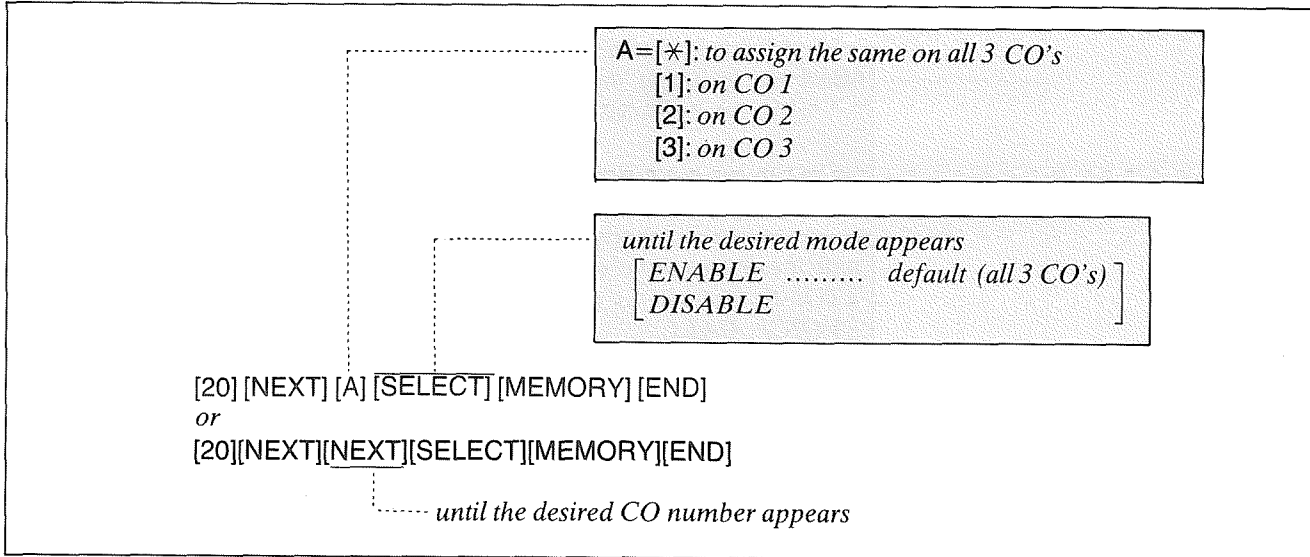 A=[✳]: to assign the same on all 3 CO's
[1]: on CO 1
[2]: on CO 2
[3]: on CO 3
until the desired mode appears
ENABLE ......... default (all 3 CO's)
DISABLE
[20] [NEXT] [A] [SELECT] [MEMORY] [END]
or
[20][NEXT][NEXT][SELECT][MEMORY][END]
until the desired CO number appears